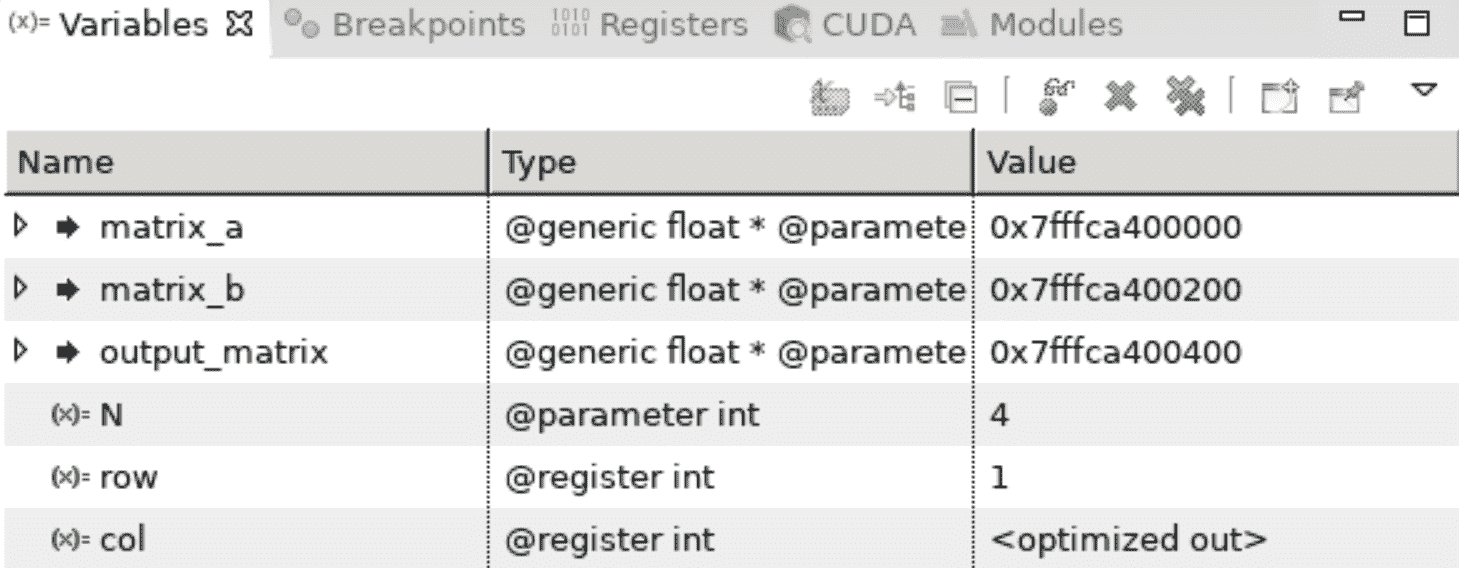 (x)= Variables Breakpoints 1010 0101 Registers CUDA Modules
Name Type Value
matrix_a @generic float * @paramete 0x7fffca400000
matrix_b @generic float * @paramete 0x7fffca400200
output_matrix @generic float * @paramete 0x7fffca400400
(x)= N @parameter int 4
(x)= row @register int 1
(x)= col @register int <optimized out>